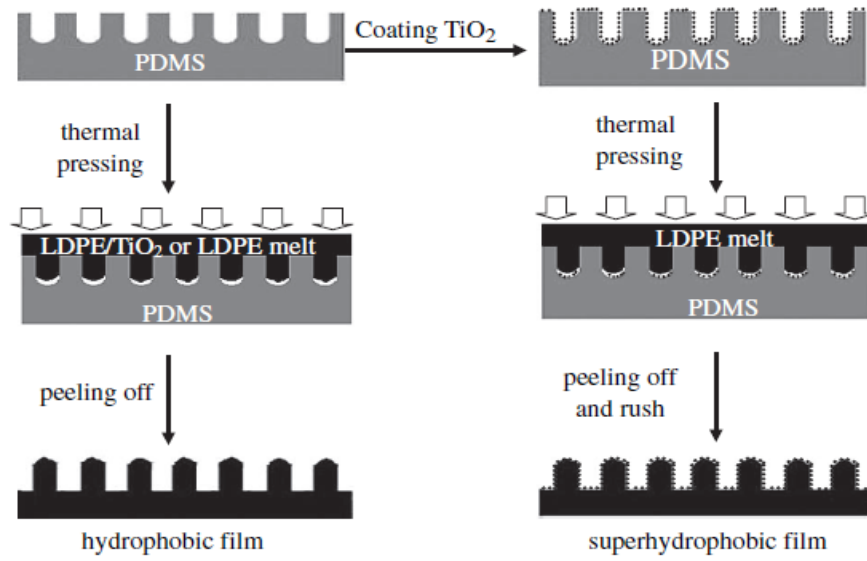 PDMS
Coating TiO₂
PDMS
thermal
pressing
thermal
pressing
LDPE/TiO₂ or LDPE melt
PDMS
LDPE melt
PDMS
peeling off
peeling off
and rush
hydrophobic film
superhydrophobic film